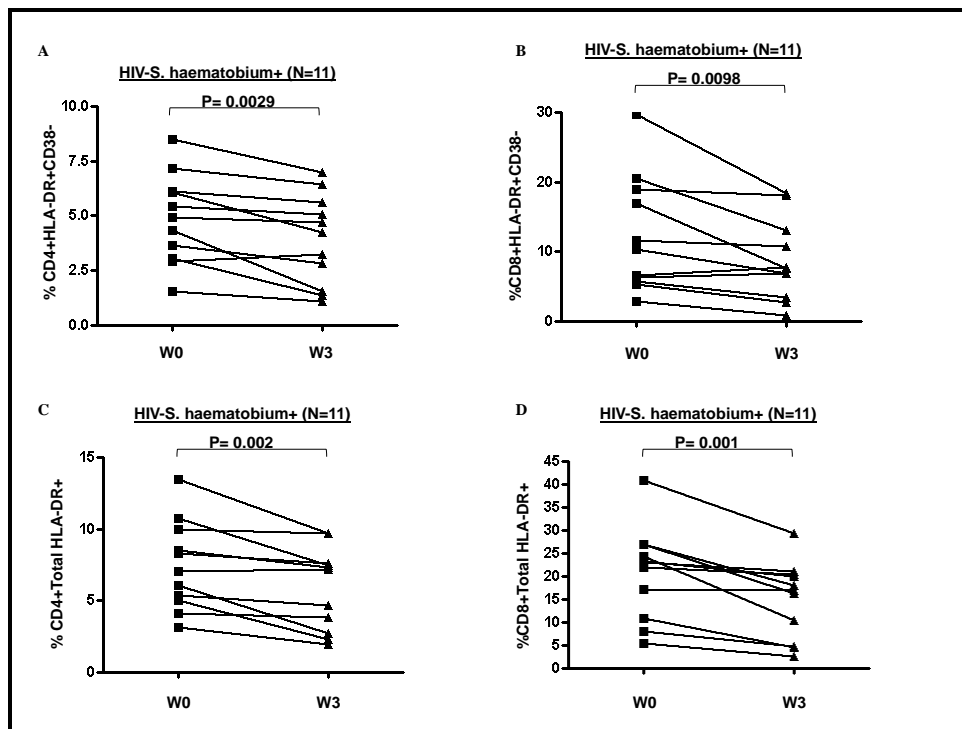 A
HIV-S. haematobium+ (N=11)
P= 0.0029
% CD4+HLA-DR+CD38-
10.0
7.5
5.0
2.5
0.0
W0 W3
B
HIV-S. haematobium+ (N=11)
P= 0.0098
%CD8+HLA-DR+CD38-
30
20
10
0
W0 W3
C
HIV-S. haematobium+ (N=11)
P= 0.002
% CD4+Total HLA-DR+
15
10
5
0
W0 W3
D
HIV-S. haematobium+ (N=11)
P= 0.001
%CD8+Total HLA-DR+
45
40
35
30
25
20
15
10
5
0
W0 W3